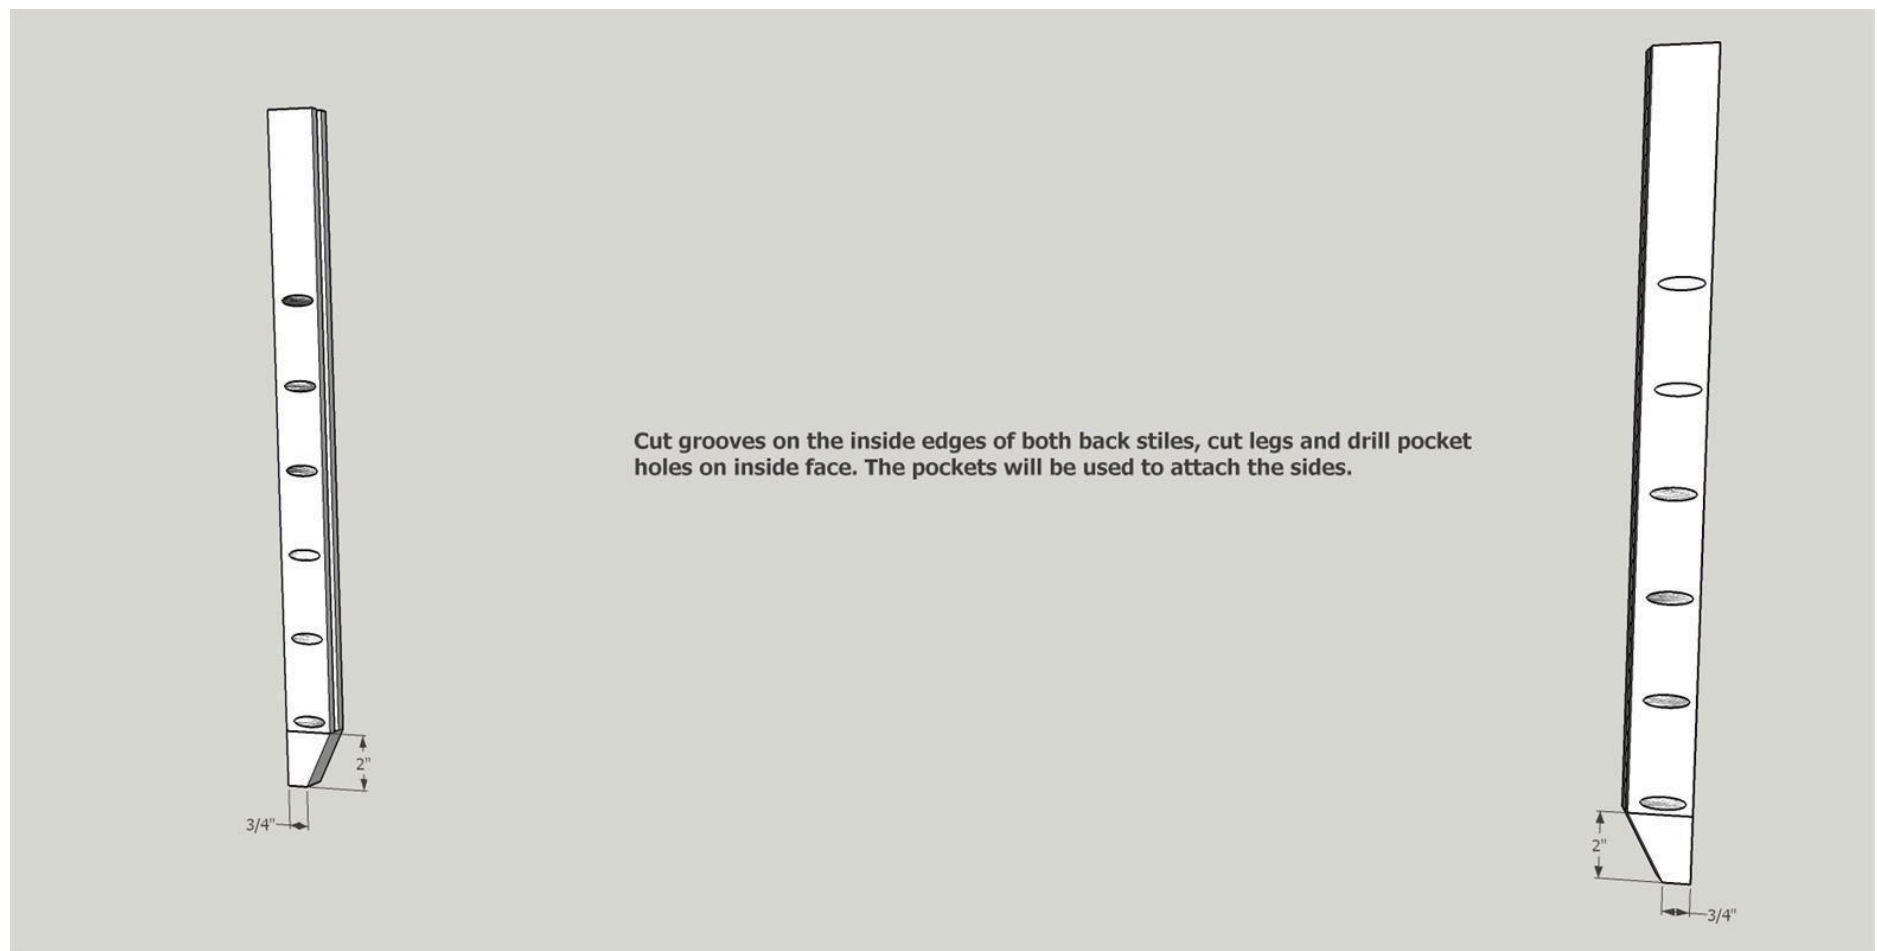 Cut grooves on the inside edges of both back stiles, cut legs and drill pocket
holes on inside face. The pockets will be used to attach the sides.
2"
3/4"
2"
3/4"